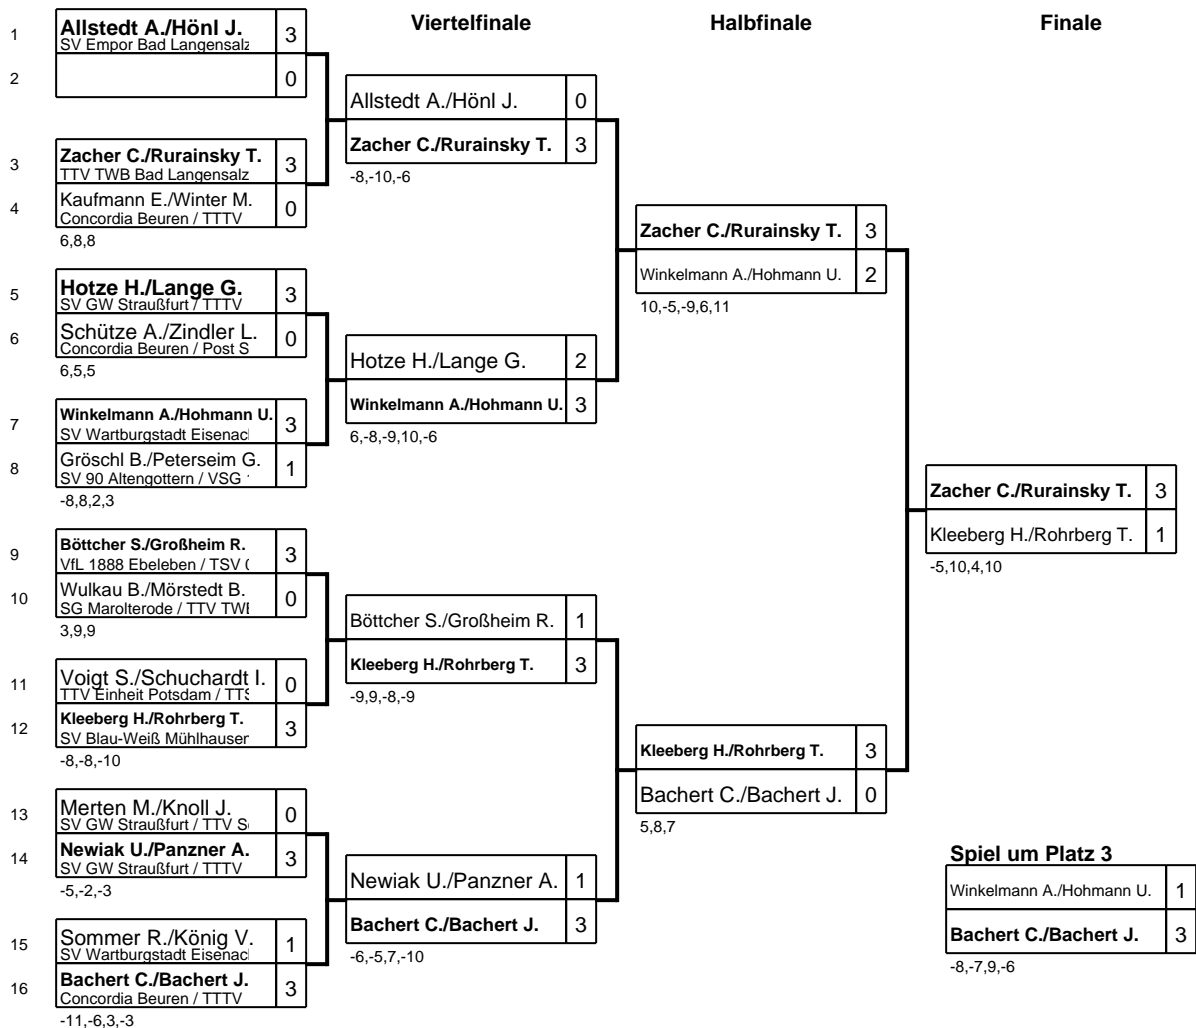 Viertelfinale
Halbfinale
Finale
1
Allstedt A./Hönl J.
3
SV Empor Bad Langensalz
2
0
3
Zacher C./Rurainsky T.
3
TTV TWB Bad Langensalz
4
Kaufmann E./Winter M.
0
Concordia Beuren / TTTV
6,8,8
5
Hotze H./Lange G.
3
SV GW Straußfurt / TTTV
6
Schütze A./Zindler L.
0
Concordia Beuren / Post S
6,5,5
7
Winkelmann A./Hohmann U.
3
SV Wartburgstadt Eisenac
8
Gröschl B./Peterseim G.
1
SV 90 Altengottern / VSG
-8,8,2,3
9
Böttcher S./Großheim R.
3
VfL 1888 Ebeleben / TSV
10
Wulkau B./Mörstedt B.
0
SG Marolterode / TTV TW
3,9,9
11
Voigt S./Schuchardt I.
0
TTV Einheit Potsdam / TT
12
Kleeberg H./Rohrberg T.
3
SV Blau-Weiß Mühlhausen
-8,-8,-10
13
Merten M./Knoll J.
0
SV GW Straußfurt / TTV S
14
Newiak U./Panzner A.
3
SV GW Straußfurt / TTTV
-5,-2,-3
15
Sommer R./König V.
1
SV Wartburgstadt Eisenac
16
Bachert C./Bachert J.
3
Concordia Beuren / TTTV
-11,-6,3,-3
Allstedt A./Hönl J.
0
Zacher C./Rurainsky T.
3
-8,-10,-6
Hotze H./Lange G.
2
Winkelmann A./Hohmann U.
3
6,-8,-9,10,-6
Böttcher S./Großheim R.
1
Kleeberg H./Rohrberg T.
3
-9,9,-8,-9
Newiak U./Panzner A.
1
Bachert C./Bachert J.
3
-6,-5,7,-10
Zacher C./Rurainsky T.
3
Winkelmann A./Hohmann U.
2
10,-5,-9,6,11
Kleeberg H./Rohrberg T.
3
Bachert C./Bachert J.
0
5,8,7
Zacher C./Rurainsky T.
3
Kleeberg H./Rohrberg T.
1
-5,10,4,10
Spiel um Platz 3
Winkelmann A./Hohmann U.
1
Bachert C./Bachert J.
3
-8,-7,9,-6